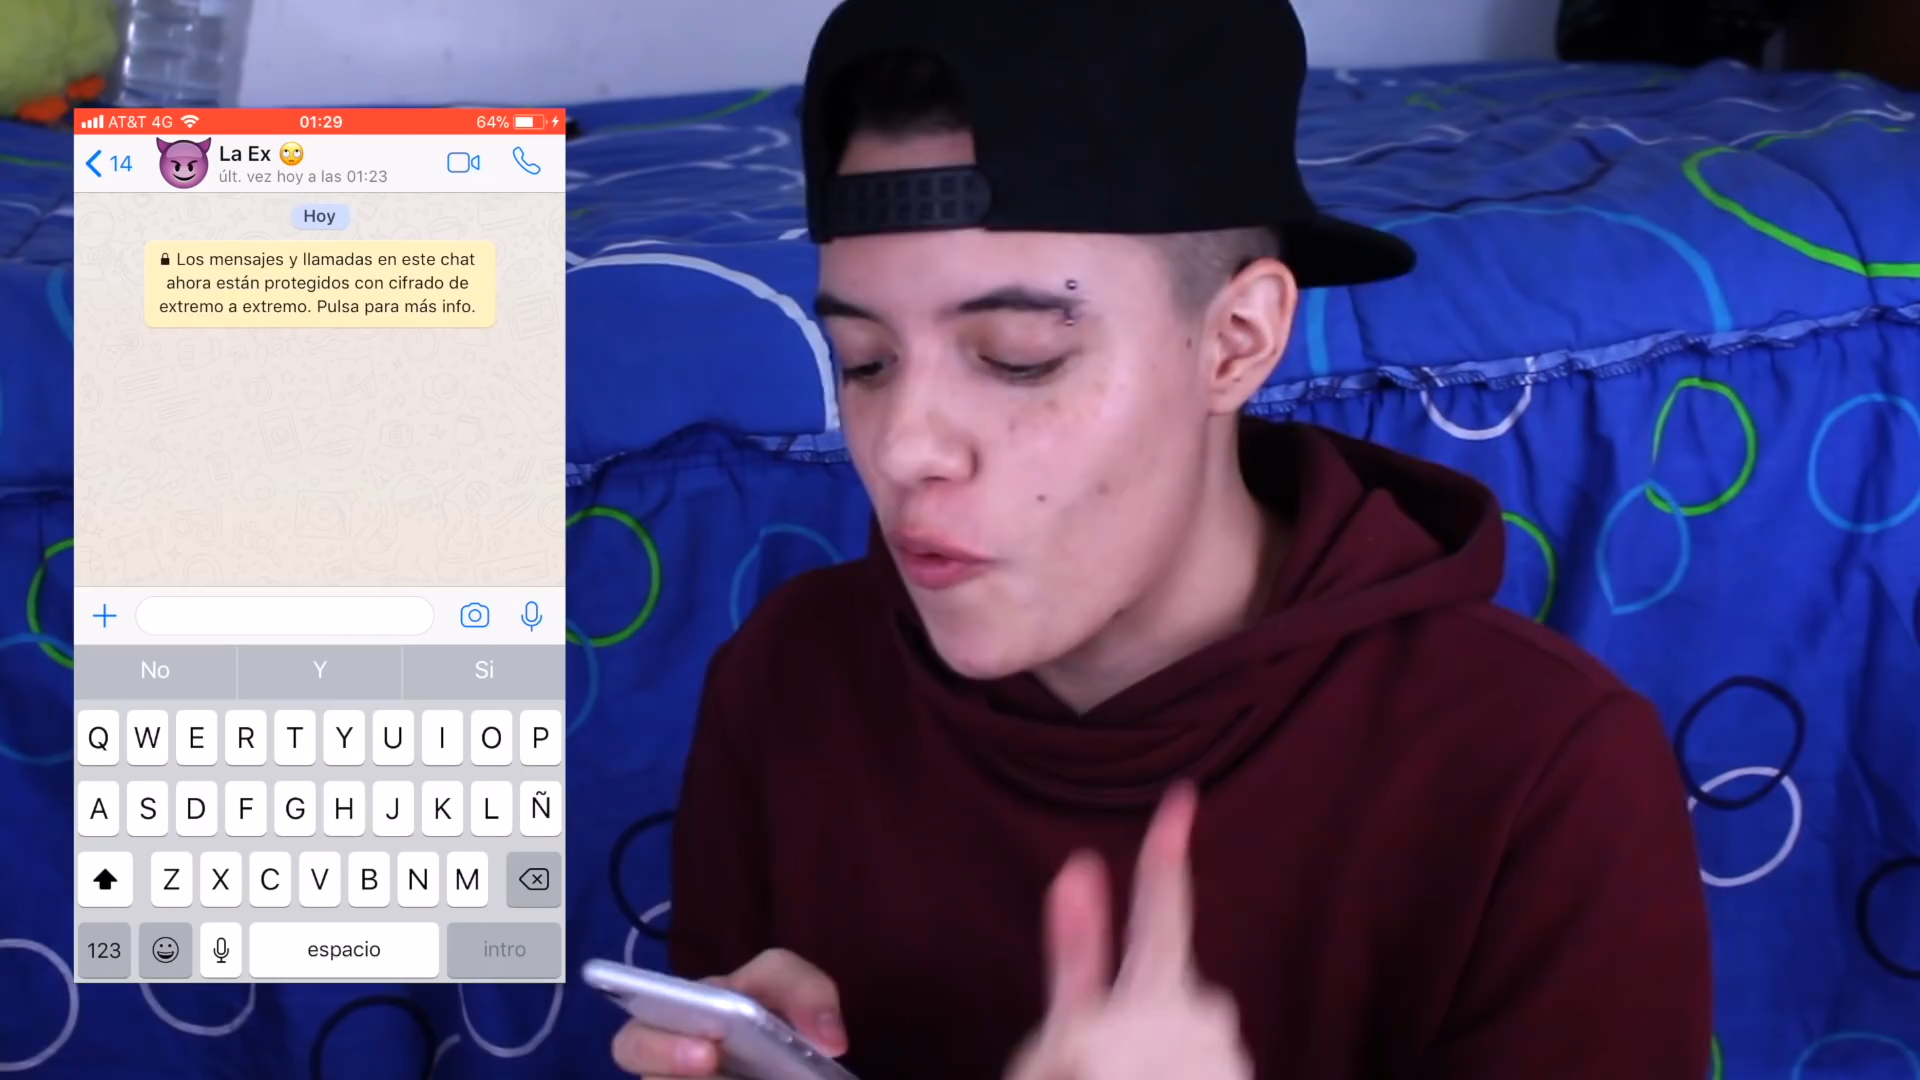 AT&T 4G 01:29 64%
14 La Ex 🙄
últ. vez hoy a las 01:23
Hoy
Los mensajes y llamadas en este chat
ahora están protegidos con cifrado de
extremo a extremo. Pulsa para más info.
No Y Si
Q W E R T Y U I O P
A S D F G H J K L Ñ
Z X C V B N M
123 espacio intro